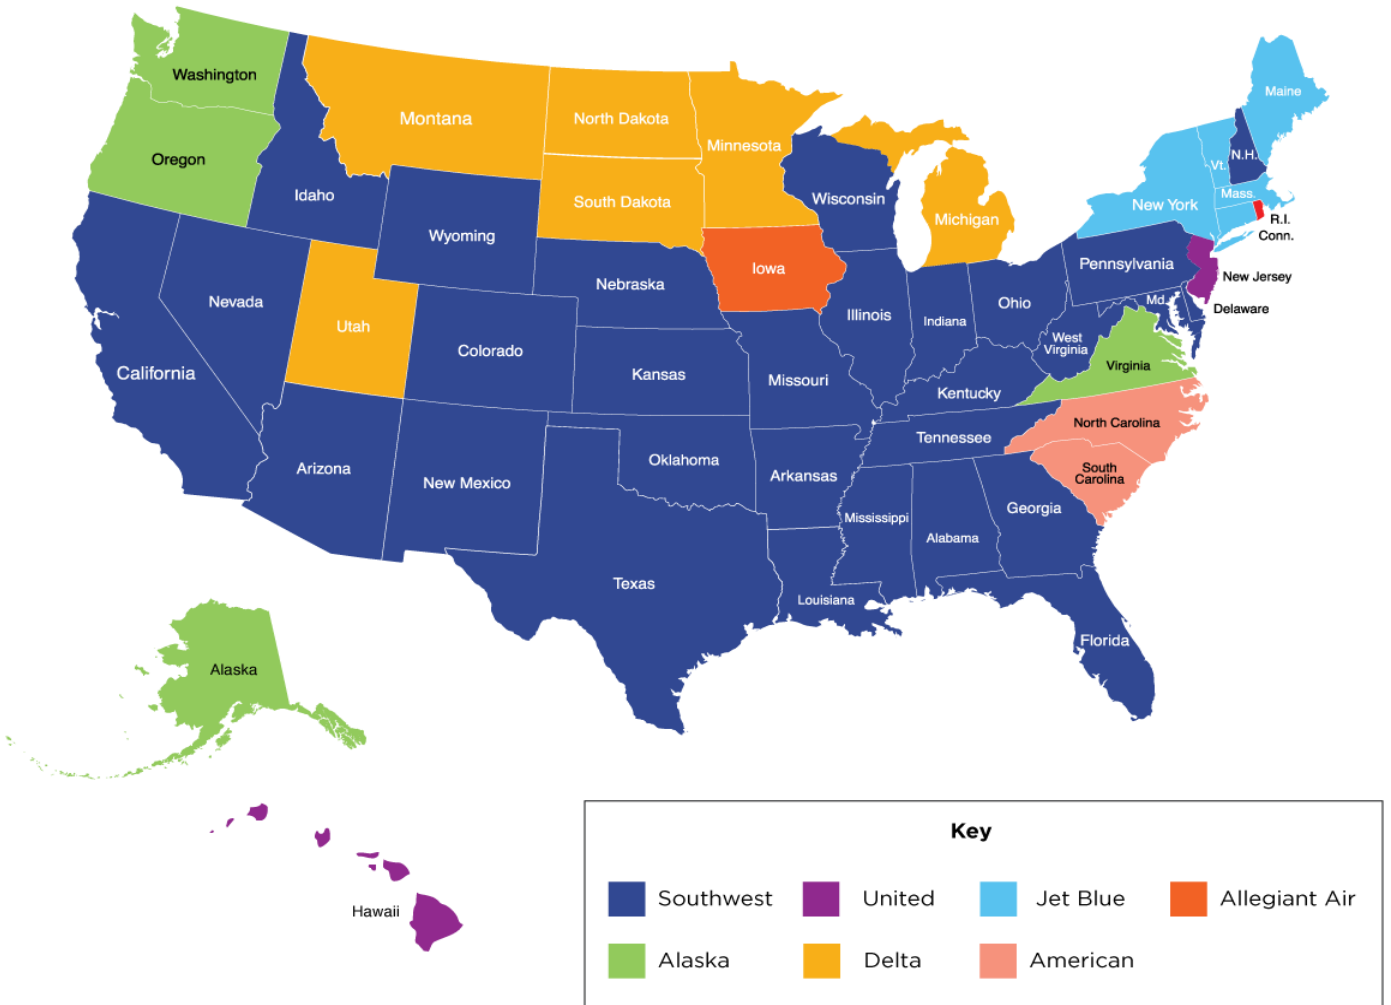 Washington
Maine
Montana
North Dakota
Minnesota
Oregon
N.H.
Vt.
Idaho
South Dakota
Wisconsin
Mass.
New York
Michigan
R.I.
Conn.
Wyoming
Iowa
Pennsylvania
New Jersey
Nebraska
Nevada
Ohio
Md.
Delaware
Illinois
Indiana
Utah
West
Virginia
Colorado
Virginia
California
Kansas
Missouri
Kentucky
North Carolina
Tennessee
Oklahoma
Arizona
South
Carolina
Arkansas
New Mexico
Georgia
Mississippi
Alabama
Texas
Louisiana
Florida
Alaska
Hawaii
Key
Southwest
United
Jet Blue
Allegiant Air
Alaska
Delta
American